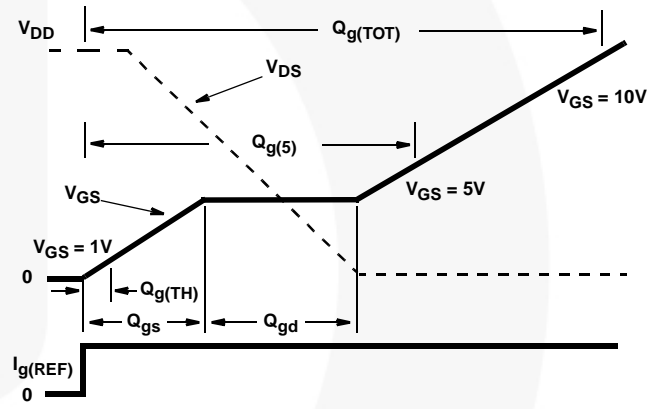 V_DD
Q_g(TOT)
V_DS
V_GS = 10V
Q_g(5)
V_GS
V_GS = 5V
V_GS = 1V
0
Q_g(TH)
Q_gs
Q_gd
I_g(REF)
0